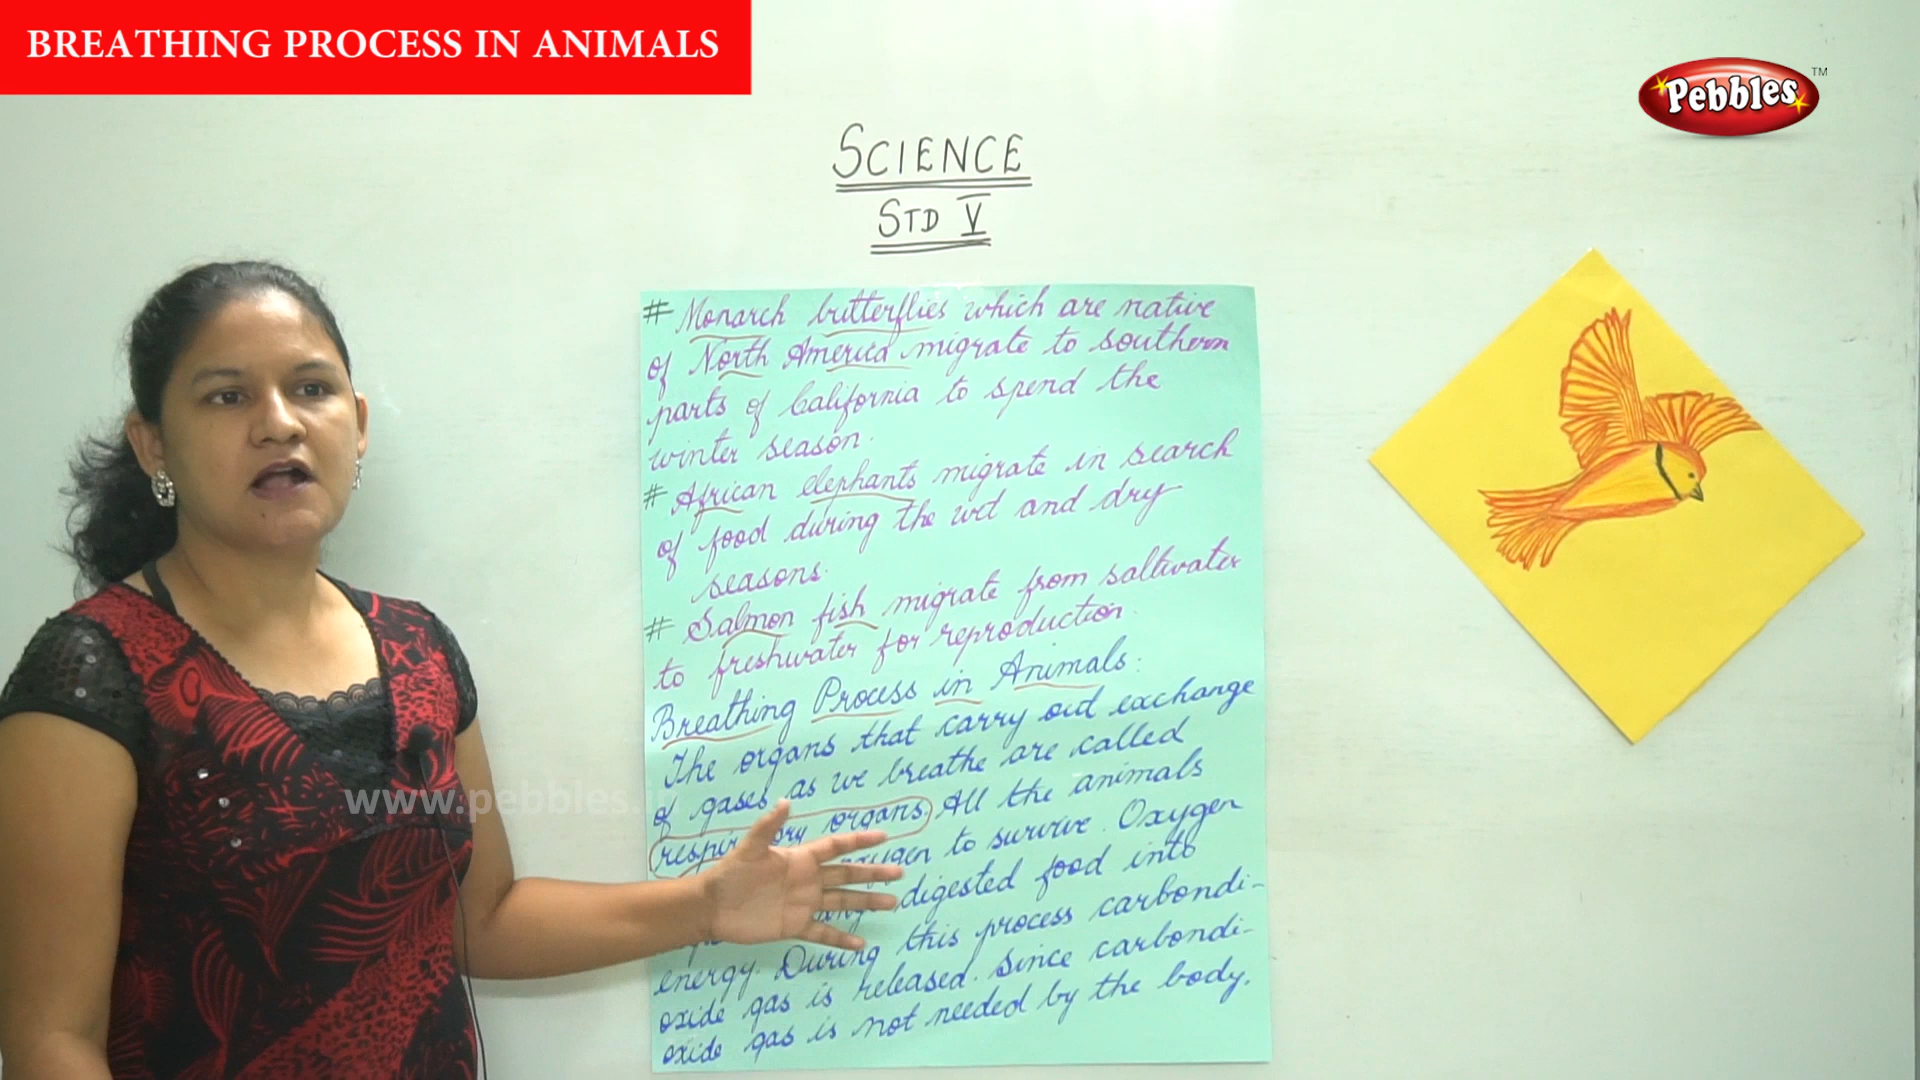 BREATHING PROCESS IN ANIMALS
Pebbles TM
SCIENCE
STD V
# Monarch butterflies which are native
of North America migrate to southern
parts of California to spend the
winter season.
# African elephants migrate in search
of food during the wet and dry
seasons.
# Salmon fish migrate from saltwater
to freshwater for reproduction.
Breathing Process in Animals:
The organs that carry out exchange
of gases as we breathe are called
organs. All the animals
to survive. Oxygen
digested food into
energy. During this process carbondi-
oxide gas is released. Since carbondi-
oxide gas is not needed by the body.
www.pebbles.